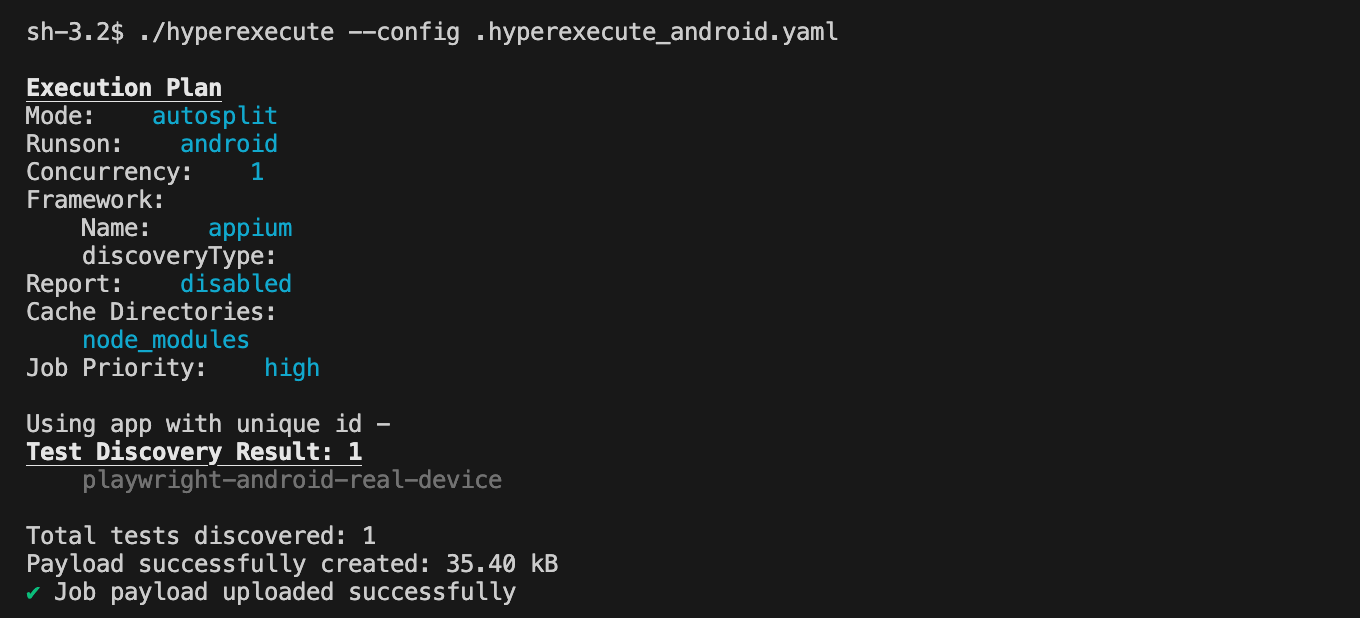 sh-3.2$ ./hyperexecute --config .hyperexecute_android.yaml
Execution Plan
Mode:    autosplit
Runson:    android
Concurrency:    1
Framework:
    Name:    appium
    discoveryType:
Report:    disabled
Cache Directories:
    node_modules
Job Priority:    high
Using app with unique id -
Test Discovery Result: 1
    playwright-android-real-device
Total tests discovered: 1
Payload successfully created: 35.40 kB
✔ Job payload uploaded successfully